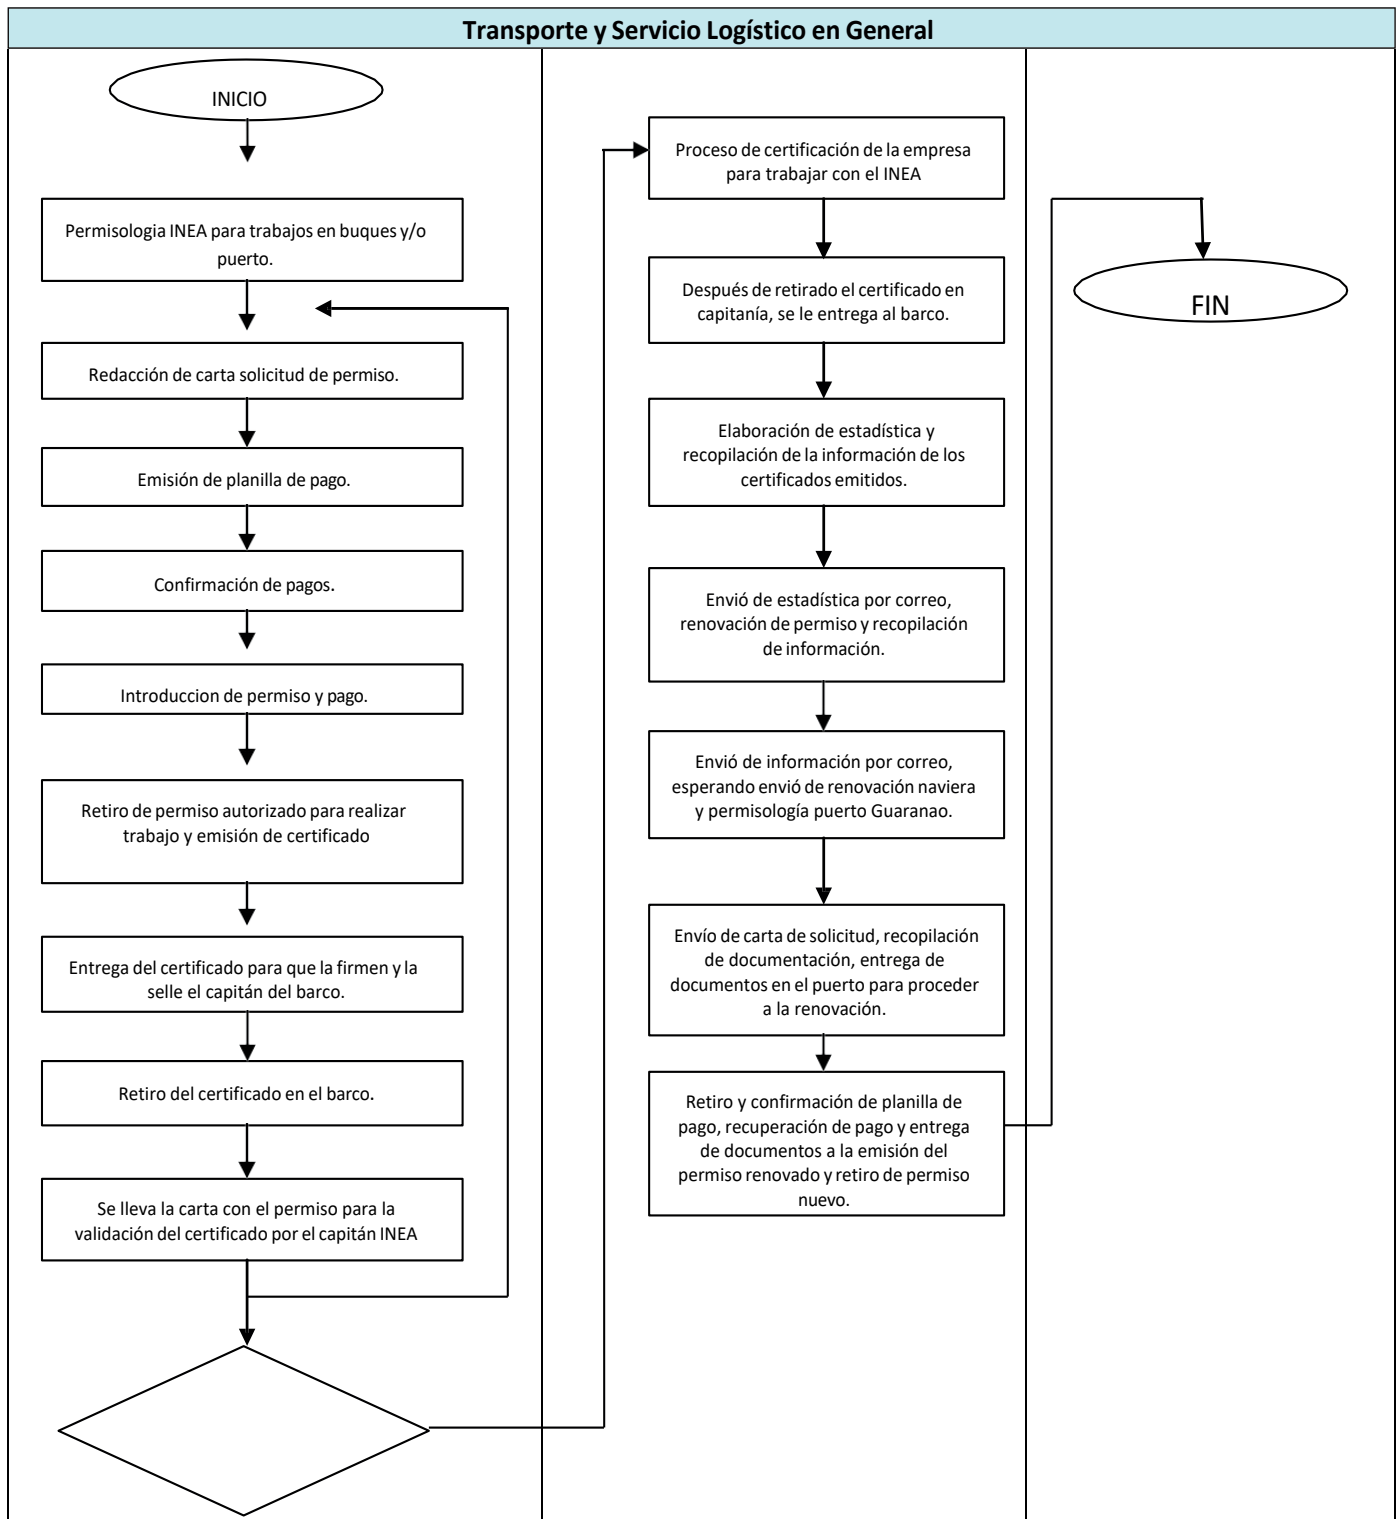 Transporte y Servicio Logístico en General
INICIO
Permisologia INEA para trabajos en buques y/o
puerto.
Redacción de carta solicitud de permiso.
Emisión de planilla de pago.
Confirmación de pagos.
Introduccion de permiso y pago.
Retiro de permiso autorizado para realizar
trabajo y emisión de certificado
Entrega del certificado para que la firmen y la
selle el capitán del barco.
Retiro del certificado en el barco.
Se lleva la carta con el permiso para la
validación del certificado por el capitán INEA
Proceso de certificación de la empresa
para trabajar con el INEA
Después de retirado el certificado en
capitanía, se le entrega al barco.
Elaboración de estadística y
recopilación de la información de los
certificados emitidos.
Envió de estadística por correo,
renovación de permiso y recopilación
de información.
Envió de información por correo,
esperando envió de renovación naviera
y permisología puerto Guaranao.
Envío de carta de solicitud, recopilación
de documentación, entrega de
documentos en el puerto para proceder
a la renovación.
Retiro y confirmación de planilla de
pago, recuperación de pago y entrega
de documentos a la emisión del
permiso renovado y retiro de permiso
nuevo.
FIN